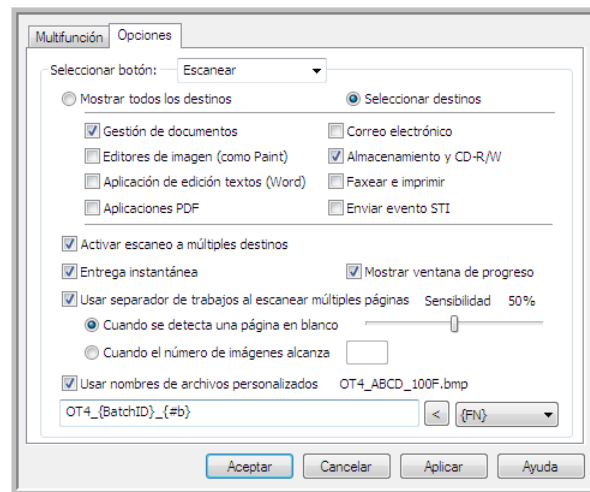 Multifunción Opciones
Seleccionar botón: Escanear
Mostrar todos los destinos Seleccionar destinos
Gestión de documentos Correo electrónico
Editores de imagen (como Paint) Almacenamiento y CD-R/W
Aplicación de edición textos (Word) Faxear e imprimir
Aplicaciones PDF Enviar evento STI
Activar escaneo a múltiples destinos
Entrega instantánea Mostrar ventana de progreso
Usar separador de trabajos al escanear múltiples páginas Sensibilidad 50%
Cuando se detecta una página en blanco
Cuando el número de imágenes alcanza
Usar nombres de archivos personalizados OT4_ABCD_100F.bmp
OT4_{BatchID}_{#b} < {FN}
Aceptar Cancelar Aplicar Ayuda